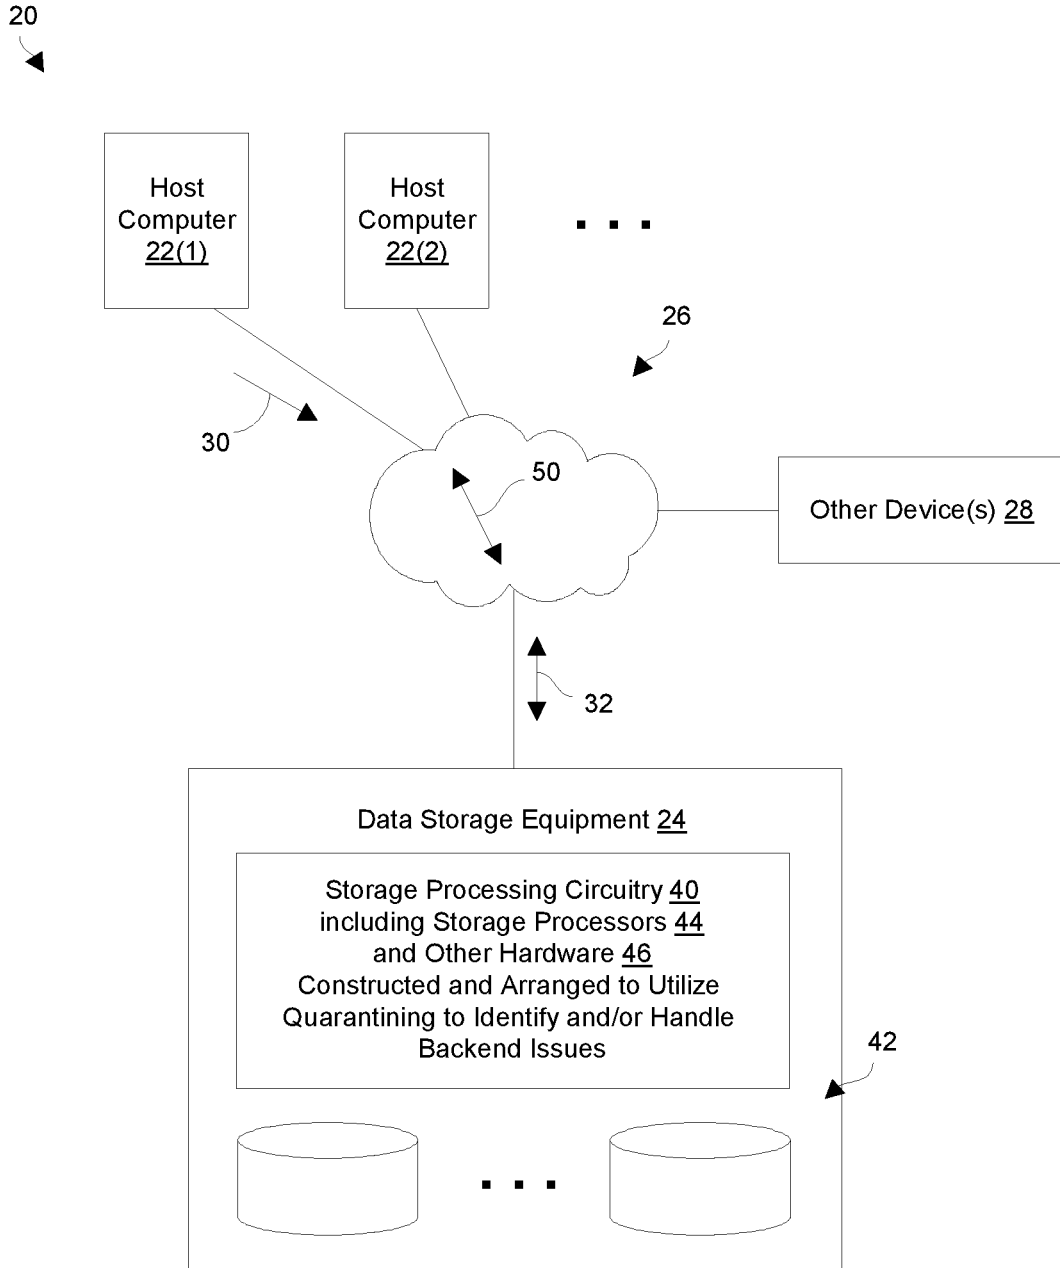 20
Host
Computer
22(1)
Host
Computer
22(2)
26
30
50
Other Device(s) 28
32
Data Storage Equipment 24
Storage Processing Circuitry 40
including Storage Processors 44
and Other Hardware 46
Constructed and Arranged to Utilize
Quarantining to Identify and/or Handle
Backend Issues
42